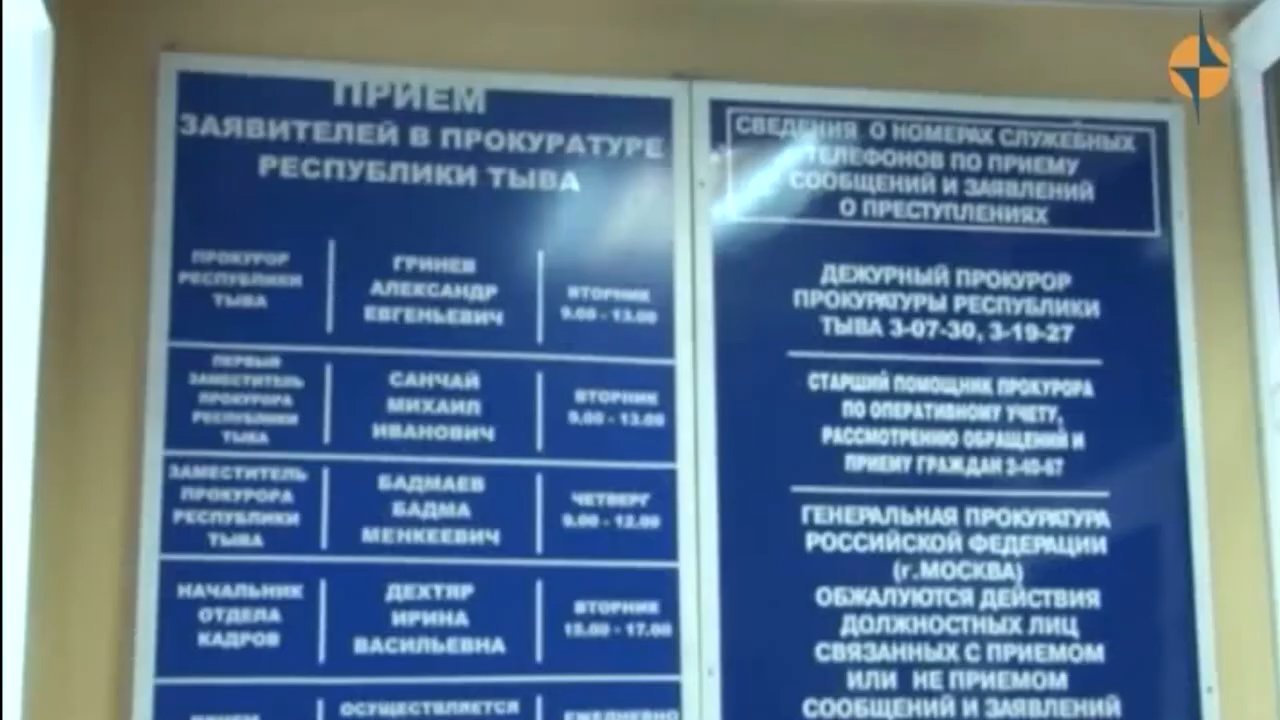 ПРИЕМ
ЗАЯВИТЕЛЕЙ В ПРОКУРАТУРЕ
РЕСПУБЛИКИ ТЫВА
ПРОКУРОР
РЕСПУБЛИКИ
ТЫВА
ГРИНЕВ
АЛЕКСАНДР
ЕВГЕНЬЕВИЧ
ВТОРНИК
9.00 - 13.00
ПЕРВЫЙ
ЗАМЕСТИТЕЛЬ
ПРОКУРОРА
РЕСПУБЛИКИ
ТЫВА
САНЧАЙ
МИХАИЛ
ИВАНОВИЧ
ВТОРНИК
9.00 - 13.00
ЗАМЕСТИТЕЛЬ
ПРОКУРОРА
РЕСПУБЛИКИ
ТЫВА
БАДМАЕВ
БАДМА
МЕНКЕЕВИЧ
ЧЕТВЕРГ
9.00 - 12.00
НАЧАЛЬНИК
ОТДЕЛА
КАДРОВ
ДЕХТЯР
ИРИНА
ВАСИЛЬЕВНА
ВТОРНИК
15.00 - 17.00
ПРИЕМ
ОСУЩЕСТВЛЯЕТСЯ
ЕЖЕДНЕВНО
СВЕДЕНИЯ О НОМЕРАХ СЛУЖЕБНЫХ
ТЕЛЕФОНОВ ПО ПРИЕМУ
СООБЩЕНИЙ И ЗАЯВЛЕНИЙ
О ПРЕСТУПЛЕНИЯХ
ДЕЖУРНЫЙ ПРОКУРОР
ПРОКУРАТУРЫ РЕСПУБЛИКИ
ТЫВА 3-07-30, 3-19-27
СТАРШИЙ ПОМОЩНИК ПРОКУРОРА
ПО ОПЕРАТИВНОМУ УЧЕТУ,
РАССМОТРЕНИЮ ОБРАЩЕНИЙ И
ПРИЕМУ ГРАЖДАН
ГЕНЕРАЛЬНАЯ ПРОКУРАТУРА
РОССИЙСКОЙ ФЕДЕРАЦИИ
(г.МОСКВА)
ОБЖАЛУЮТСЯ ДЕЙСТВИЯ
ДОЛЖНОСТНЫХ ЛИЦ
СВЯЗАННЫХ С ПРИЕМОМ
ИЛИ НЕ ПРИЕМОМ
СООБЩЕНИЙ И ЗАЯВЛЕНИЙ